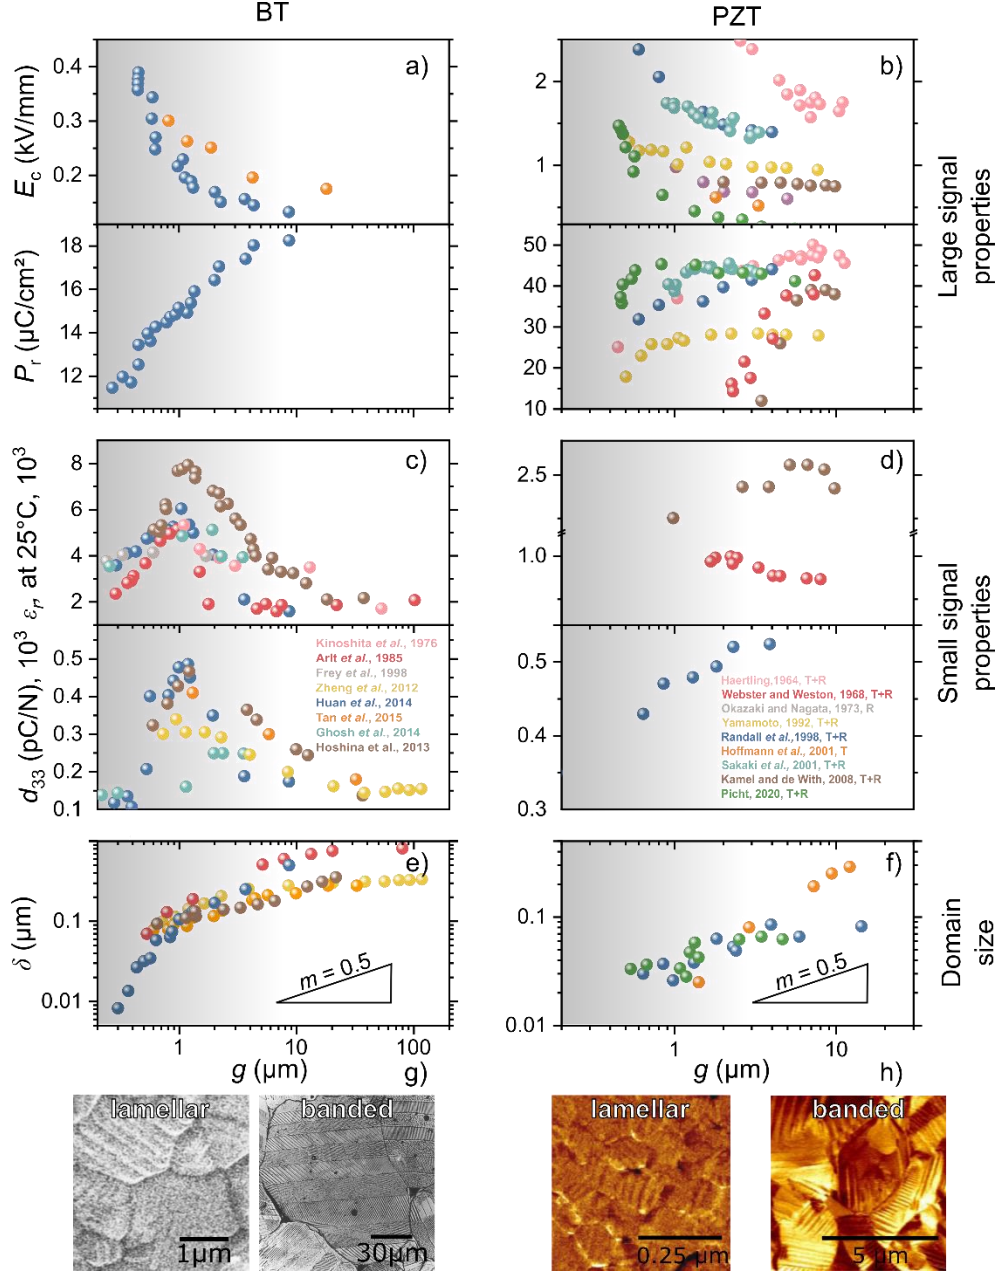 BT
PZT
a)
b)
0.4
0.3
0.2
E_c (kV/mm)
2
1
Large signal
properties
18
16
14
12
P_r (µC/cm²)
50
40
30
20
10
c)
d)
8
6
4
2
ε_r, at 25°C, 10³
2.5
1.0
Small signal
properties
0.5
0.4
0.3
0.2
0.1
d₃₃ (pC/N), 10³
Kinoshita et al., 1976
Arlt et al., 1985
Frey et al., 1998
Zheng et al., 2012
Huan et al., 2014
Tan et al., 2015
Ghosh et al., 2014
Hoshina et al., 2013
0.5
0.4
0.3
Haertling,1964, T+R
Webster and Weston, 1968, T+R
Okazaki and Nagata, 1973, R
Yamamoto, 1992, T+R
Randall et al.,1998, T+R
Hoffmann et al., 2001, T
Sakaki et al., 2001, T+R
Kamel and de With, 2008, T+R
Picht, 2020, T+R
e)
f)
0.1
0.01
δ (µm)
m = 0.5
0.1
0.01
m = 0.5
Domain
size
1
10
100
1
10
g (µm)
g)
g (µm)
h)
lamellar
banded
lamellar
banded
1µm
30µm
0.25 µm
5 µm